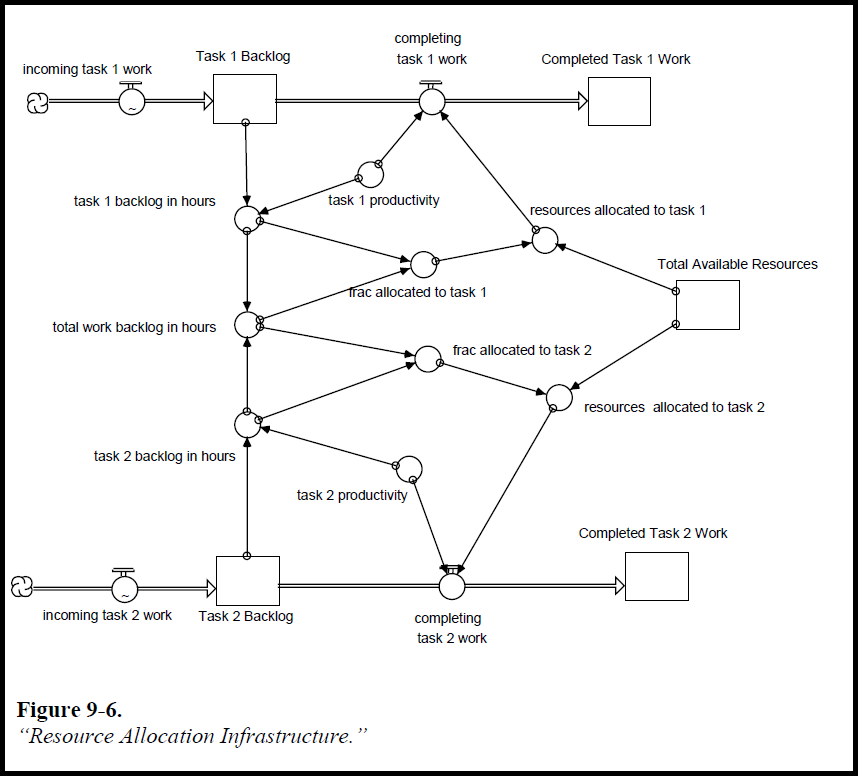 completing
task 1 work
Task 1 Backlog
Completed Task 1 Work
incoming task 1 work
~
task 1 backlog in hours
task 1 productivity
resources allocated to task 1
Total Available Resources
frac allocated to task 1
total work backlog in hours
frac allocated to task 2
resources allocated to task 2
task 2 backlog in hours
task 2 productivity
Completed Task 2 Work
~
incoming task 2 work
Task 2 Backlog
completing
task 2 work
Figure 9-6.
“Resource Allocation Infrastructure.”